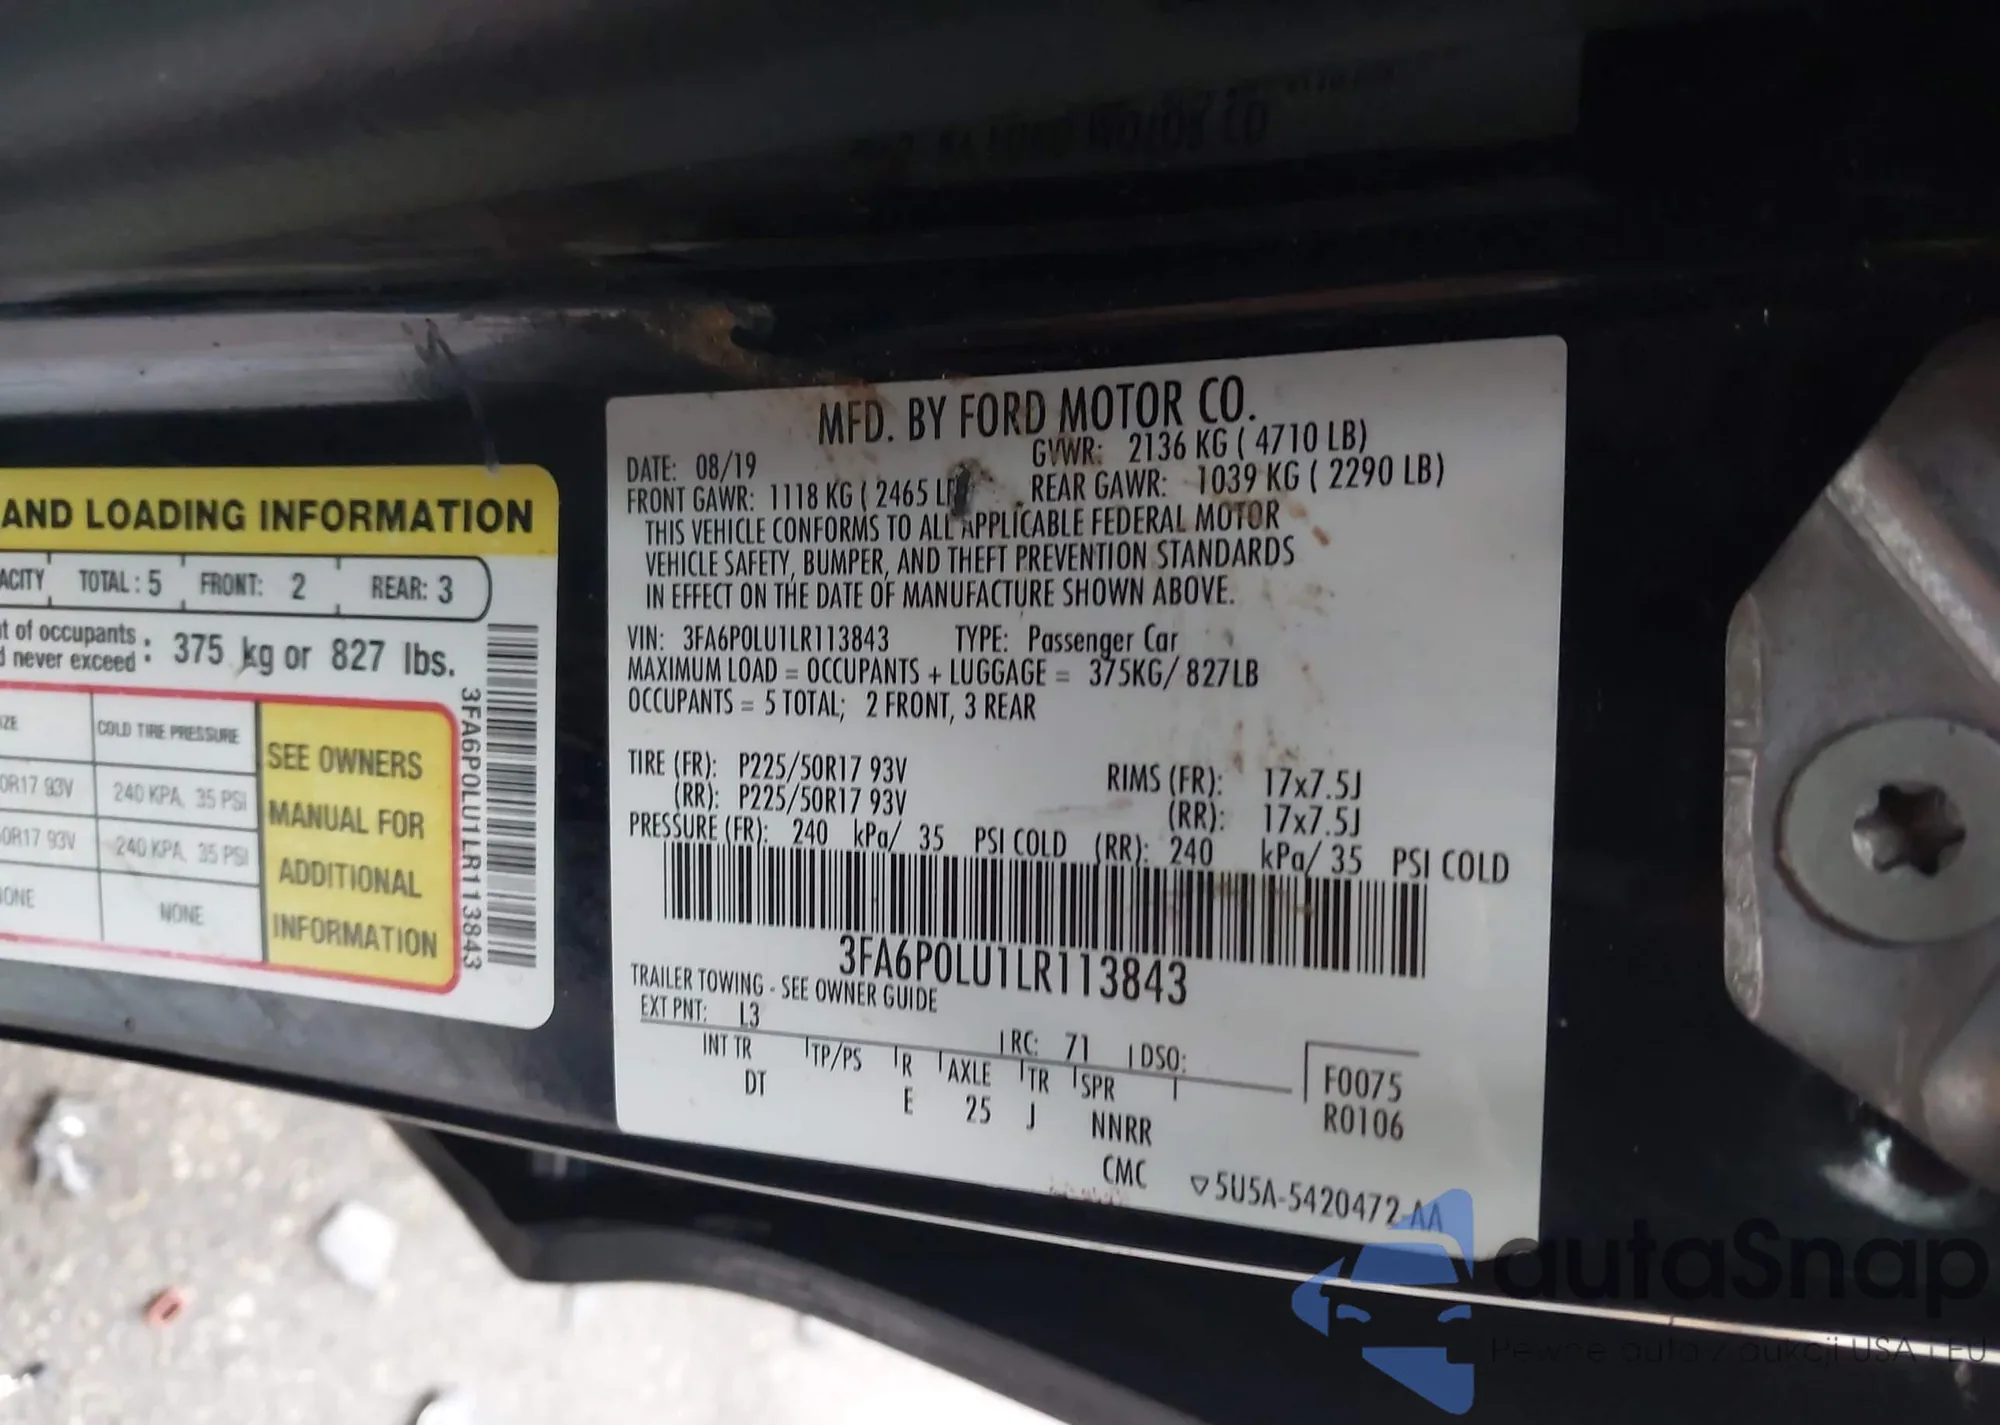 AND LOADING INFORMATION
TOTAL: 5 FRONT: 2 REAR: 3
of occupants : 375 kg or 827 lbs.
never exceed :
COLD TIRE PRESSURE
0R17 93V 240 KPA, 35 PSI
0R17 93V 240 KPA, 35 PSI
NONE
SEE OWNERS
MANUAL FOR
ADDITIONAL
INFORMATION
3FA6P0LU1LR113843
MFD. BY FORD MOTOR CO.
DATE: 08/19 GVWR: 2136 KG ( 4710 LB)
FRONT GAWR: 1118 KG ( 2465 REAR GAWR: 1039 KG ( 2290 LB)
THIS VEHICLE CONFORMS TO ALL APPLICABLE FEDERAL MOTOR
VEHICLE SAFETY, BUMPER, AND THEFT PREVENTION STANDARDS
IN EFFECT ON THE DATE OF MANUFACTURE SHOWN ABOVE.
VIN: 3FA6P0LU1LR113843 TYPE: Passenger Car
MAXIMUM LOAD = OCCUPANTS + LUGGAGE = 375KG/ 827LB
OCCUPANTS = 5 TOTAL; 2 FRONT, 3 REAR
TIRE (FR): P225/50R17 93V RIMS (FR): 17x7.5J
(RR): P225/50R17 93V (RR): 17x7.5J
PRESSURE (FR): 240 kPa/ 35 PSI COLD (RR): 240 kPa/ 35 PSI COLD
3FA6P0LU1LR113843
TRAILER TOWING - SEE OWNER GUIDE
EXT PNT: L3 RC: 71 DSO:
INT TR TP/PS R AXLE TR SPR
DT E 25 J NNRR
CMC
F0075
R0106
▽5U5A-5420472-AA
autaSnap
Pewne auta z aukcji USA i EU